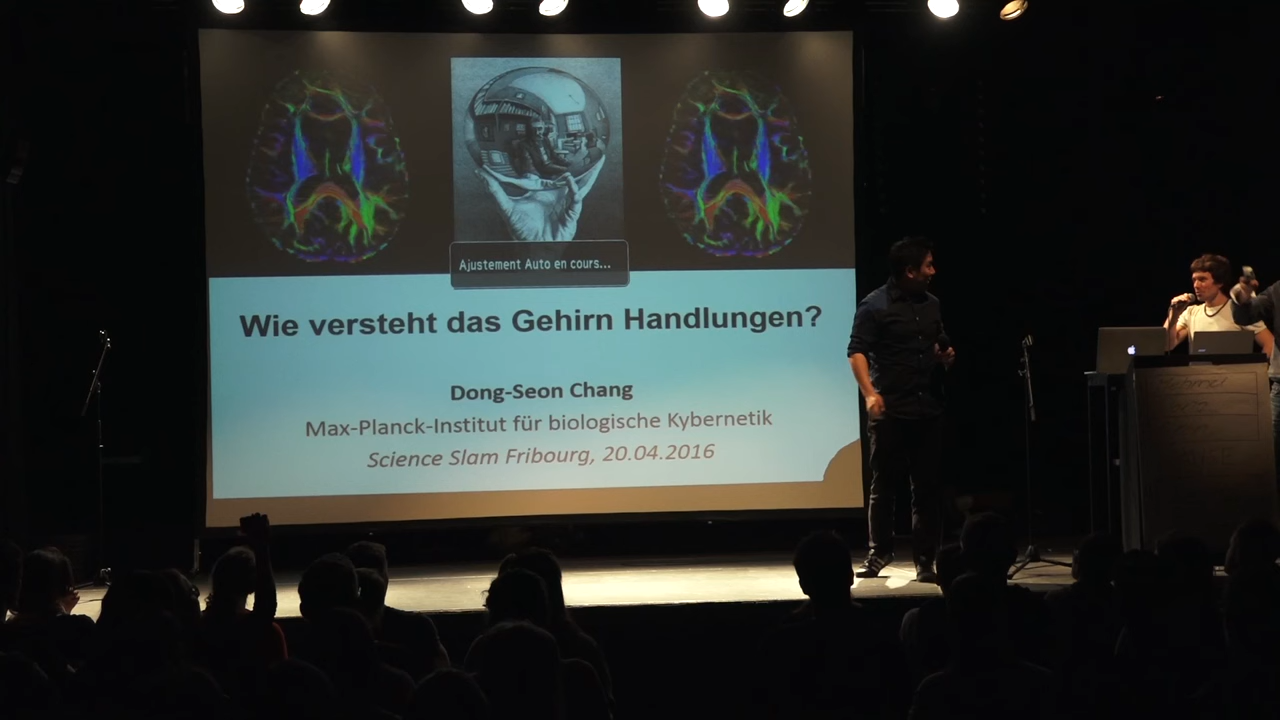 Ajustement Auto en cours...
Wie versteht das Gehirn Handlungen?
Dong-Seon Chang
Max-Planck-Institut für biologische Kybernetik
Science Slam Fribourg, 20.04.2016